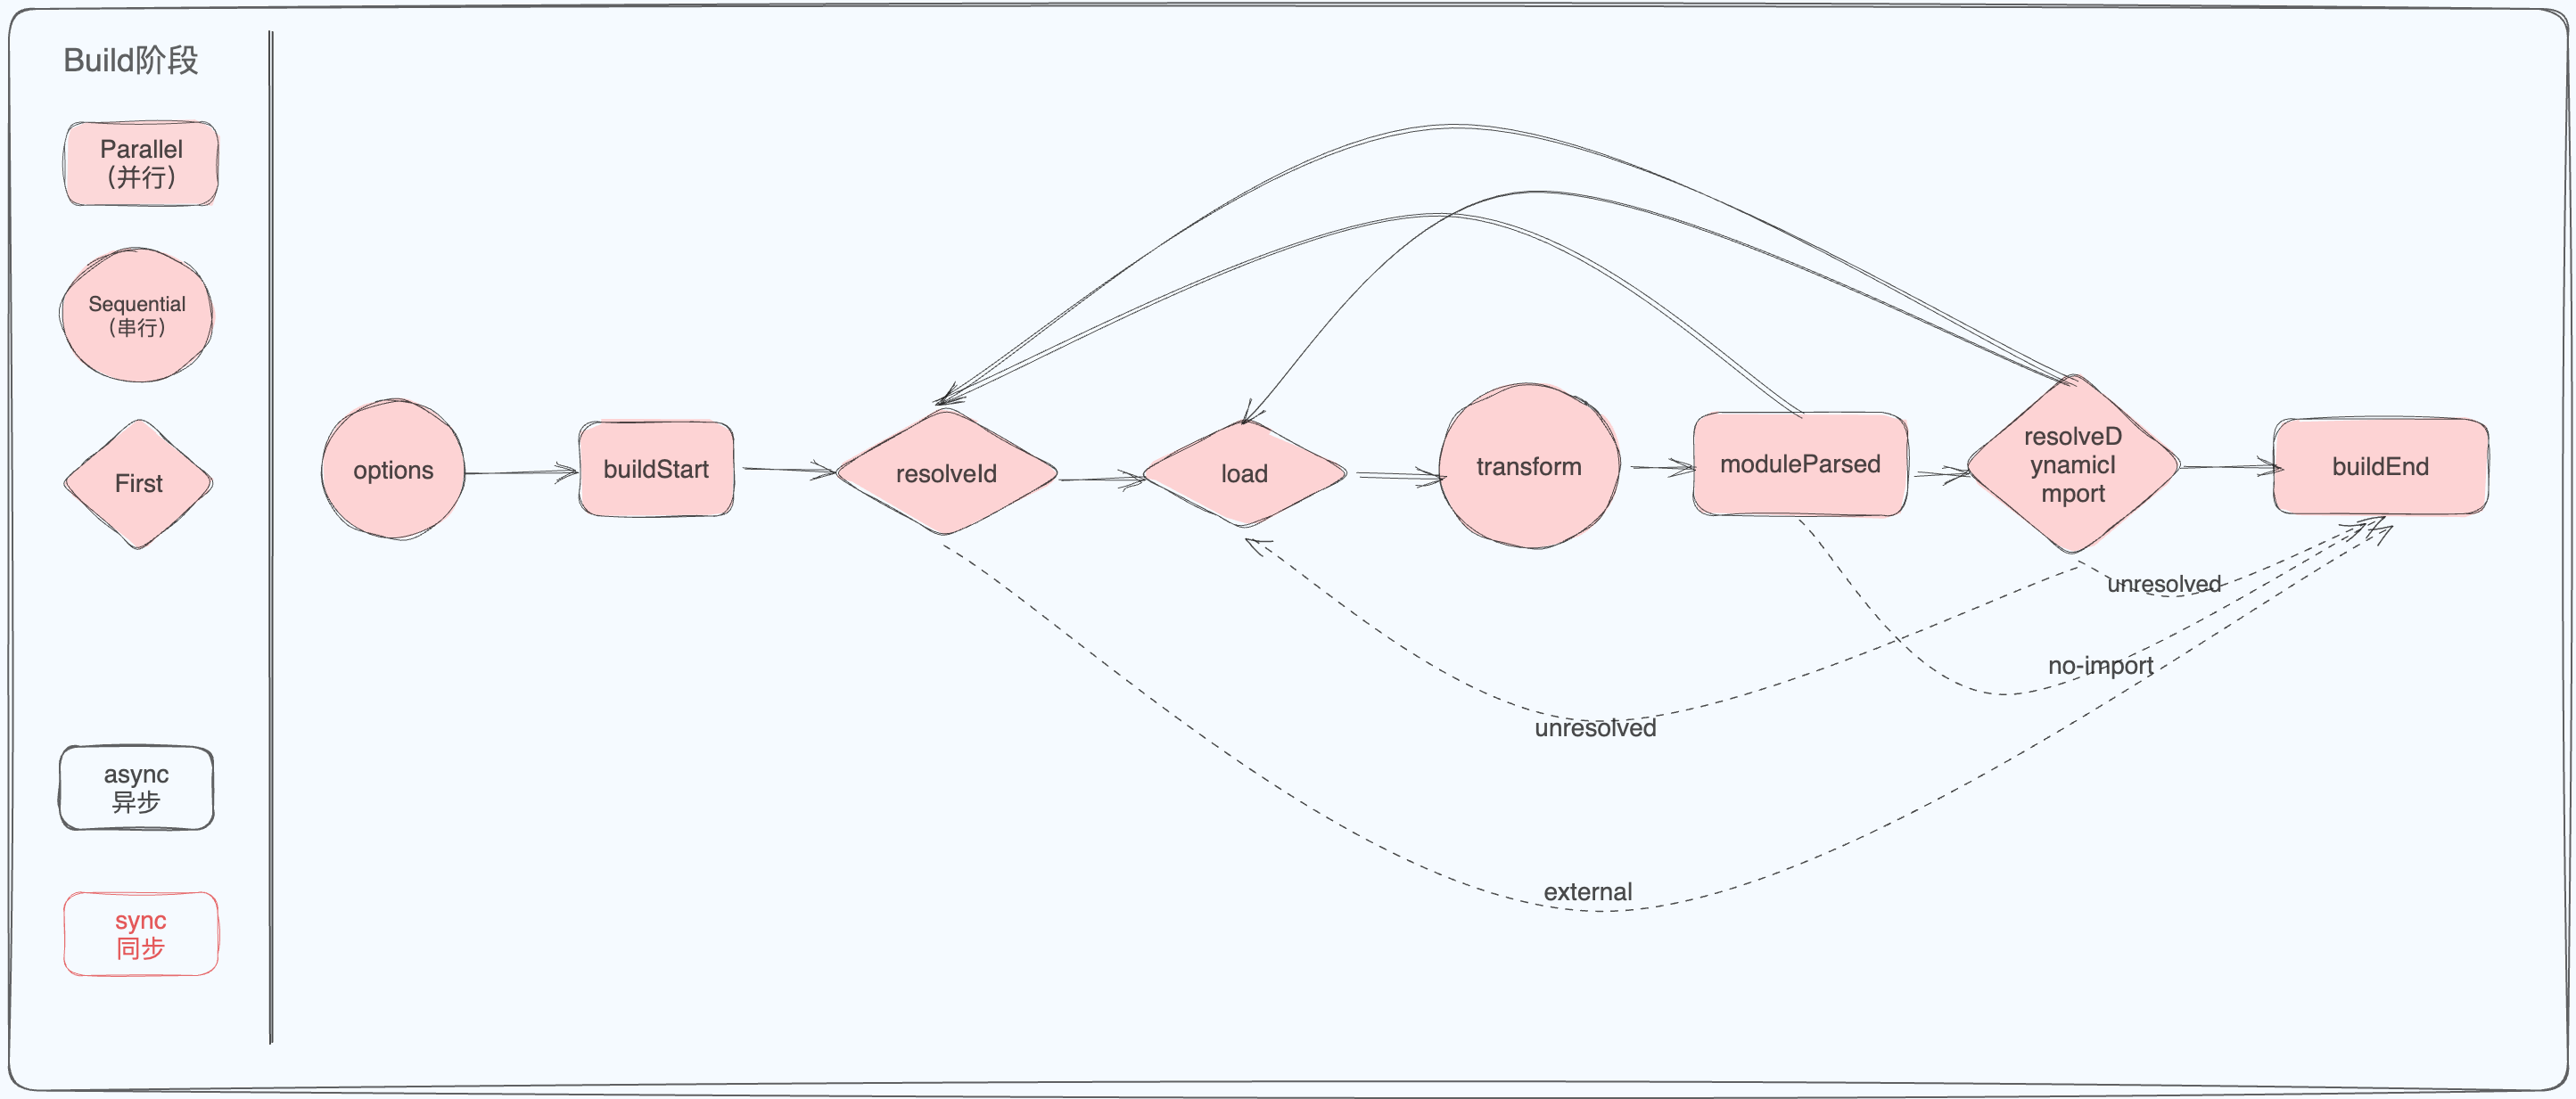 Build阶段
Parallel
（并行）
Sequential
（串行）
First
async
异步
sync
同步
options
buildStart
resolveId
load
transform
moduleParsed
resolveD
ynamicI
mport
buildEnd
unresolved
no-import
unresolved
external